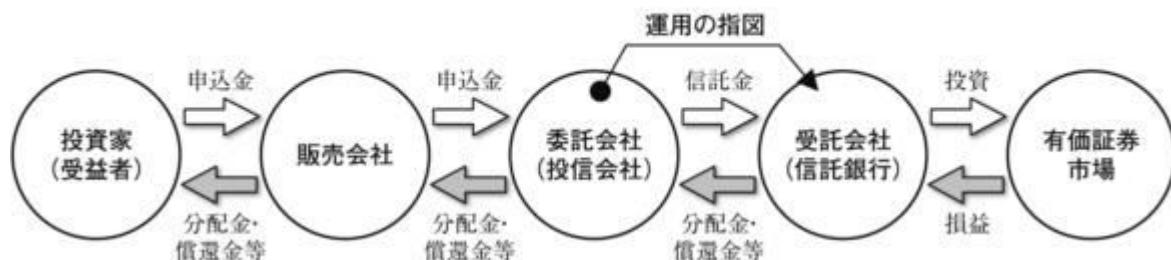 運用の指図
申込金
申込金
信託金
投資
投資家
(受益者)
販売会社
委託会社
(投信会社)
受託会社
(信託銀行)
有価証券
市場
分配金・
償還金等
分配金・
償還金等
分配金・
償還金等
損益